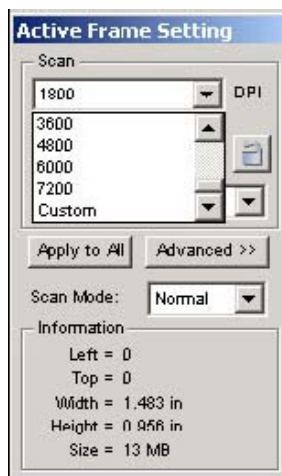 Active Frame Setting
Scan
1800 DPI
3600
4800
6000
7200
Custom
Apply to All Advanced >>
Scan Mode: Normal
Information
Left = 0
Top = 0
Width = 1.483 in
Height = 0.956 in
Size = 13 MB